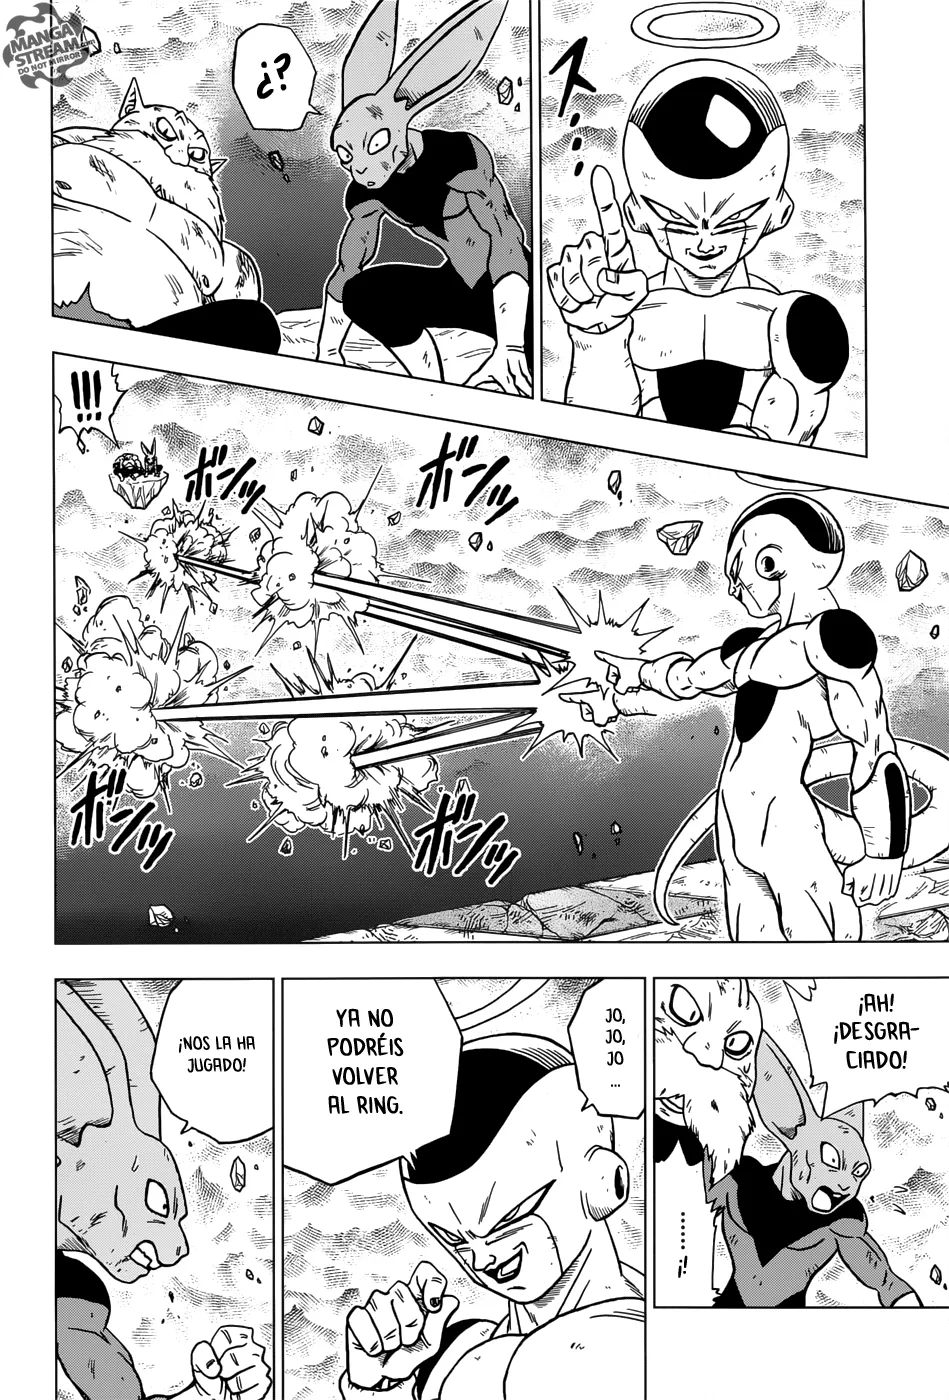 MANGA
STREAM.COM
DO NOT MIRROR
ス...
¿?
!!!
ボンッ
ボンッ
ボンッ
ボンッ
¡AH!
¡DESGRA-
CIADO!
.......!
JO,
JO,
JO
...
YA NO
PODRÉIS
VOLVER
AL RING.
¡NOS LA HA
JUGADO!